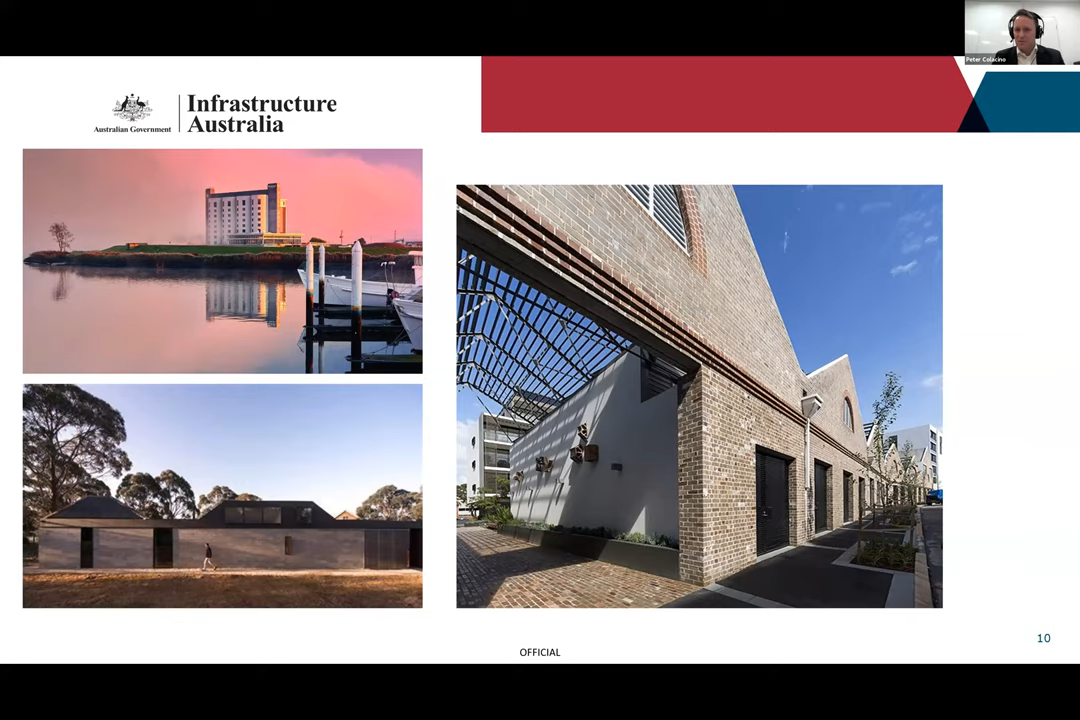 Peter Colacino
Australian Government
Infrastructure
Australia
10
OFFICIAL